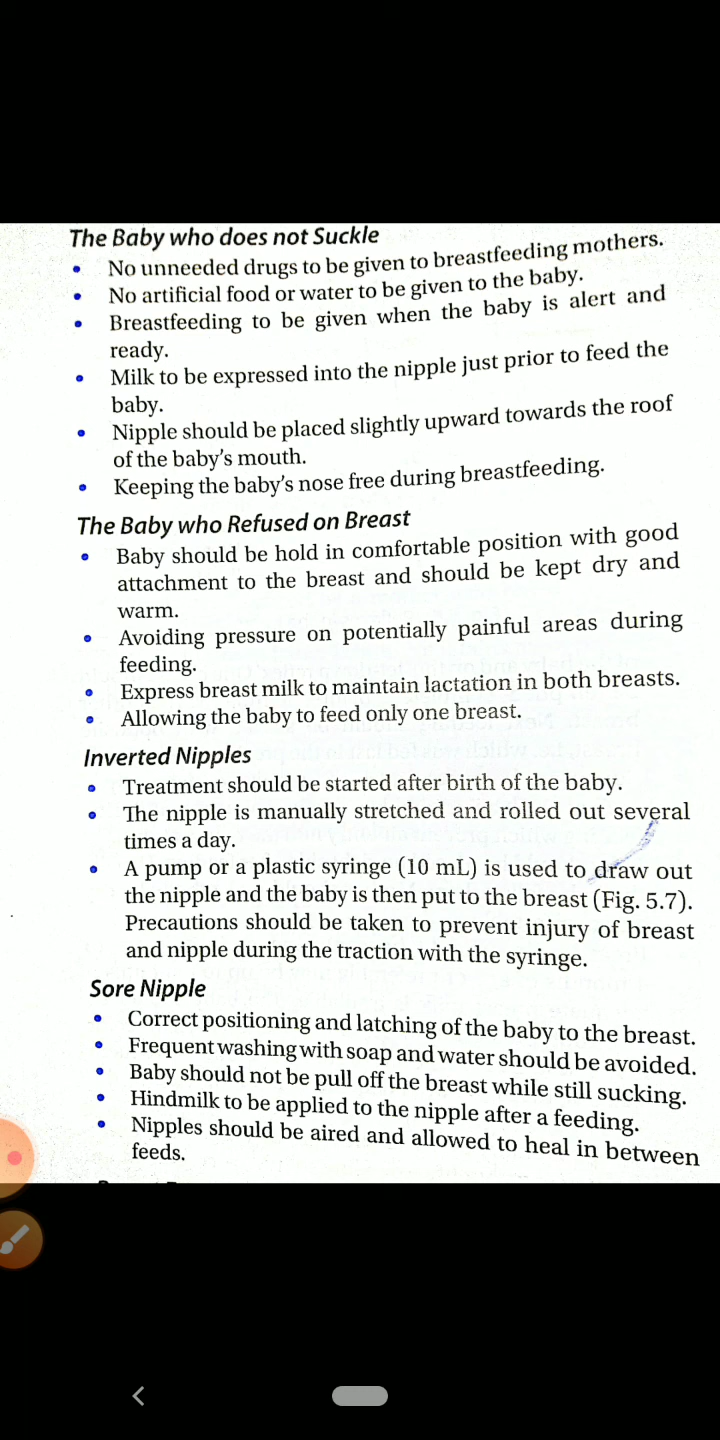 The Baby who does not Suckle
• No unneeded drugs to be given to breastfeeding mothers.
• No artificial food or water to be given to the baby.
• Breastfeeding to be given when the baby is alert and
ready.
• Milk to be expressed into the nipple just prior to feed the
baby.
• Nipple should be placed slightly upward towards the roof
of the baby's mouth.
• Keeping the baby's nose free during breastfeeding.
The Baby who Refused on Breast
• Baby should be hold in comfortable position with good
attachment to the breast and should be kept dry and
warm.
• Avoiding pressure on potentially painful areas during
feeding.
• Express breast milk to maintain lactation in both breasts.
• Allowing the baby to feed only one breast.
Inverted Nipples
• Treatment should be started after birth of the baby.
• The nipple is manually stretched and rolled out several
times a day.
• A pump or a plastic syringe (10 mL) is used to draw out
the nipple and the baby is then put to the breast (Fig. 5.7).
Precautions should be taken to prevent injury of breast
and nipple during the traction with the syringe.
Sore Nipple
• Correct positioning and latching of the baby to the breast.
• Frequent washing with soap and water should be avoided.
• Baby should not be pull off the breast while still sucking.
• Hindmilk to be applied to the nipple after a feeding.
• Nipples should be aired and allowed to heal in between
feeds.